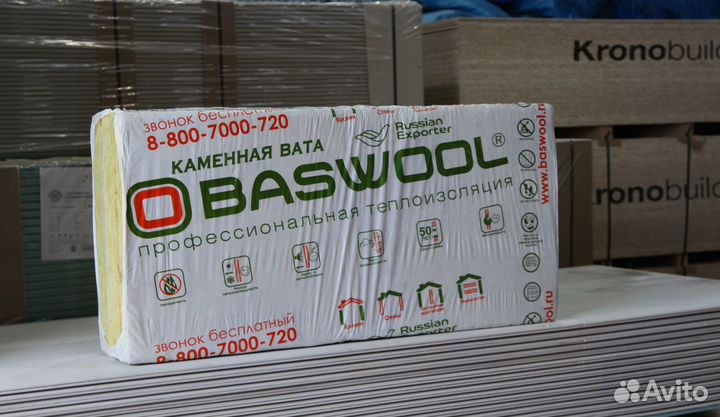 Kronobuild
звонок бесплатный
8-800-7000-720
Russian
Exporter
КАМЕННАЯ ВАТА
BASWOOL®
профессиональная теплоизоляция
www.baswool.ru
50
звонок бесплатный
8-800-7000-720
Russian
Exporter
ronobuild
Avito